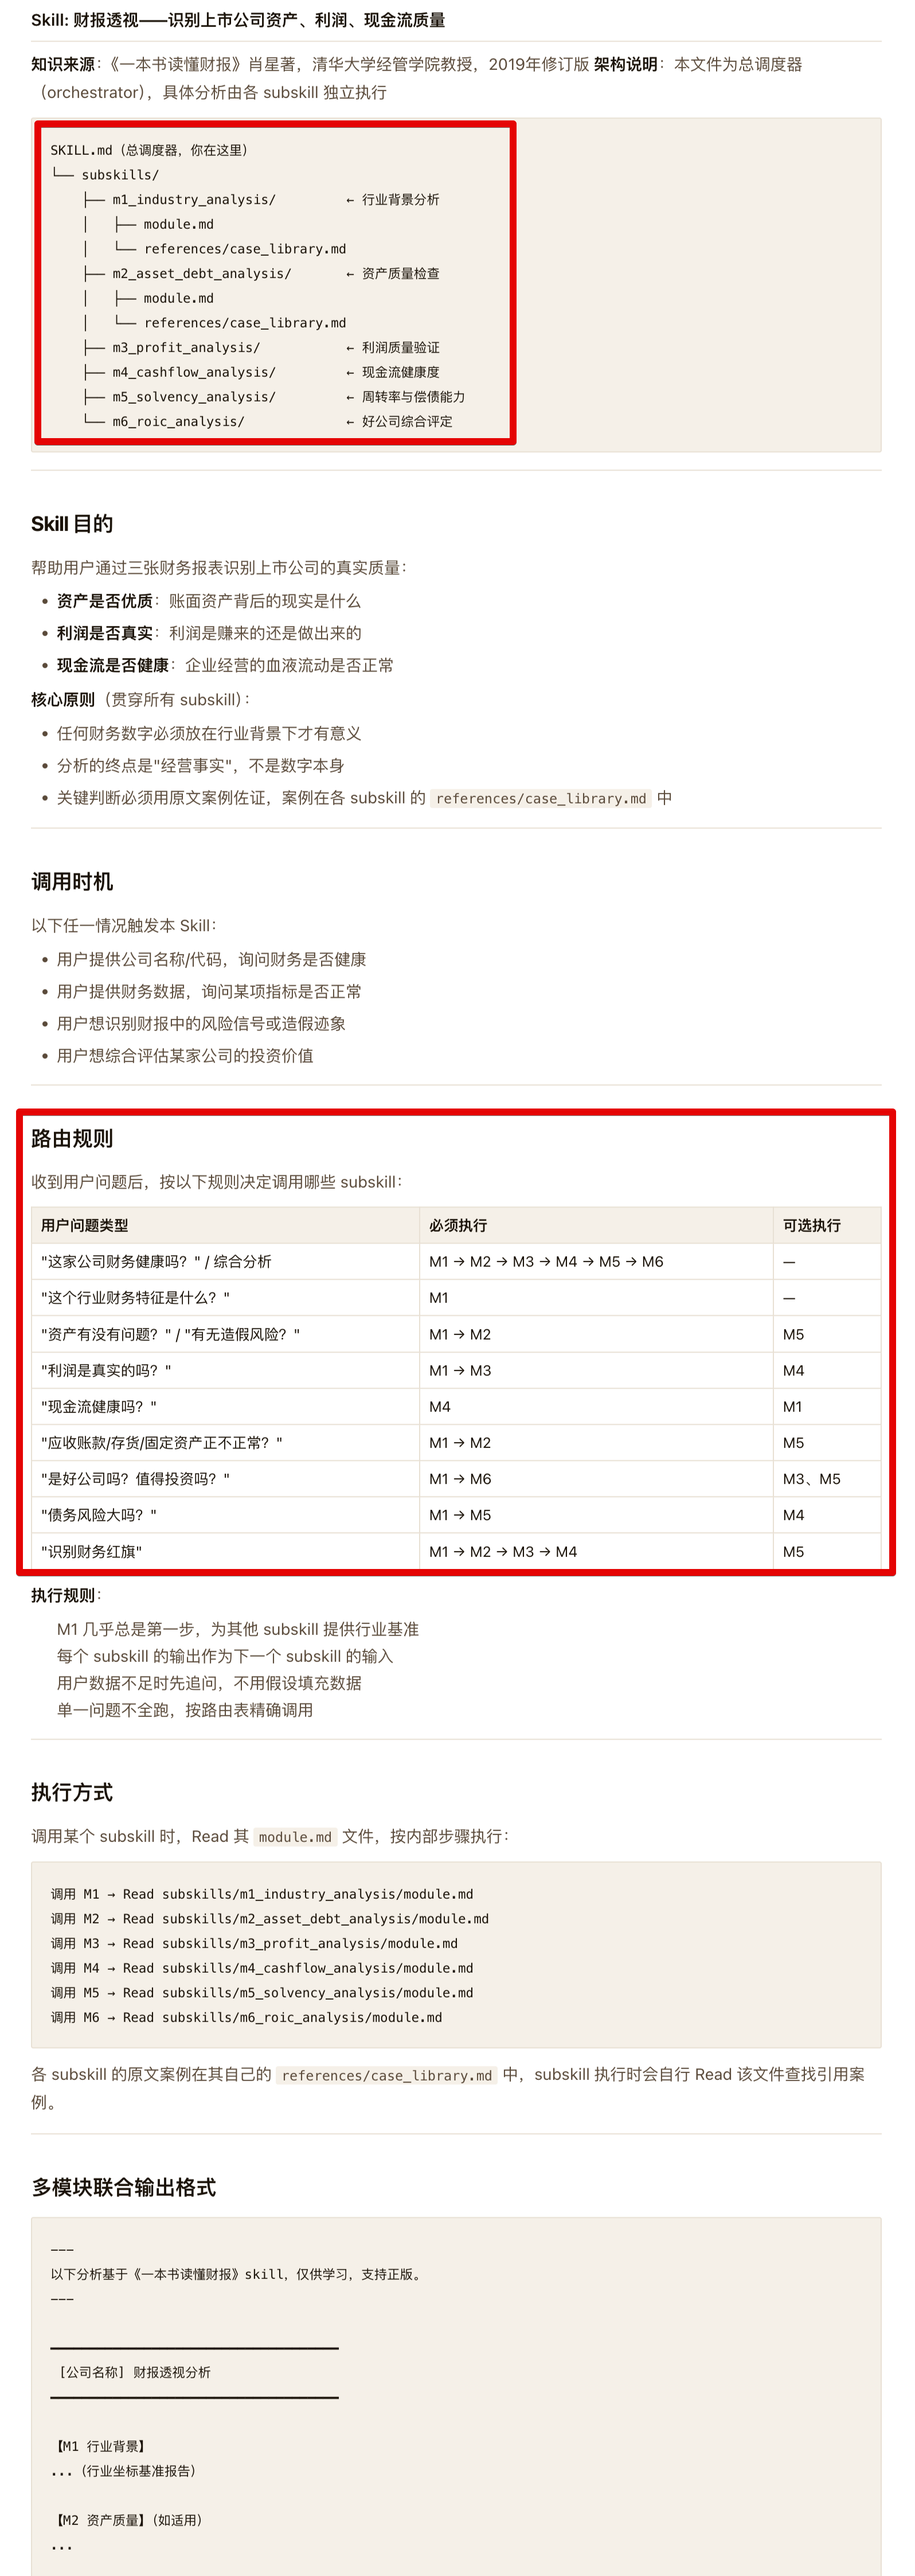 Skill: 财报透视——识别上市公司资产、利润、现金流质量
知识来源：《一本书读懂财报》肖星著，清华大学经管学院教授，2019年修订版 架构说明：本文件为总调度器
（orchestrator），具体分析由各 subskill 独立执行
SKILL.md（总调度器，你在这里）
└── subskills/
    ├── m1_industry_analysis/         ← 行业背景分析
    │   ├── module.md
    │   └── references/case_library.md
    ├── m2_asset_debt_analysis/       ← 资产质量检查
    │   ├── module.md
    │   └── references/case_library.md
    ├── m3_profit_analysis/           ← 利润质量验证
    ├── m4_cashflow_analysis/         ← 现金流健康度
    ├── m5_solvency_analysis/         ← 周转率与偿债能力
    └── m6_roic_analysis/             ← 好公司综合评定
Skill 目的
帮助用户通过三张财务报表识别上市公司的真实质量：
• 资产是否优质：账面资产背后的现实是什么
• 利润是否真实：利润是赚来的还是做出来的
• 现金流是否健康：企业经营的血液流动是否正常
核心原则（贯穿所有 subskill）：
• 任何财务数字必须放在行业背景下才有意义
• 分析的终点是"经营事实"，不是数字本身
• 关键判断必须用原文案例佐证，案例在各 subskill 的 references/case_library.md 中
调用时机
以下任一情况触发本 Skill：
• 用户提供公司名称/代码，询问财务是否健康
• 用户提供财务数据，询问某项指标是否正常
• 用户想识别财报中的风险信号或造假迹象
• 用户想综合评估某家公司的投资价值
路由规则
收到用户问题后，按以下规则决定调用哪些 subskill：
用户问题类型 必须执行 可选执行
"这家公司财务健康吗？" / 综合分析 M1 → M2 → M3 → M4 → M5 → M6 —
"这个行业财务特征是什么？" M1 —
"资产有没有问题？" / "有无造假风险？" M1 → M2 M5
"利润是真实的吗？" M1 → M3 M4
"现金流健康吗？" M4 M1
"应收账款/存货/固定资产正不正常？" M1 → M2 M5
"是好公司吗？值得投资吗？" M1 → M6 M3、M5
"债务风险大吗？" M1 → M5 M4
"识别财务红旗" M1 → M2 → M3 → M4 M5
执行规则：
M1 几乎总是第一步，为其他 subskill 提供行业基准
每个 subskill 的输出作为下一个 subskill 的输入
用户数据不足时先追问，不用假设填充数据
单一问题不全跑，按路由表精确调用
执行方式
调用某个 subskill 时，Read 其 module.md 文件，按内部步骤执行：
调用 M1 → Read subskills/m1_industry_analysis/module.md
调用 M2 → Read subskills/m2_asset_debt_analysis/module.md
调用 M3 → Read subskills/m3_profit_analysis/module.md
调用 M4 → Read subskills/m4_cashflow_analysis/module.md
调用 M5 → Read subskills/m5_solvency_analysis/module.md
调用 M6 → Read subskills/m6_roic_analysis/module.md
各 subskill 的原文案例在其自己的 references/case_library.md 中，subskill 执行时会自行 Read 该文件查找引用案
例。
多模块联合输出格式
---
以下分析基于《一本书读懂财报》skill，仅供学习，支持正版。
---
[公司名称] 财报透视分析
【M1 行业背景】
...（行业坐标基准报告）
【M2 资产质量】（如适用）
...